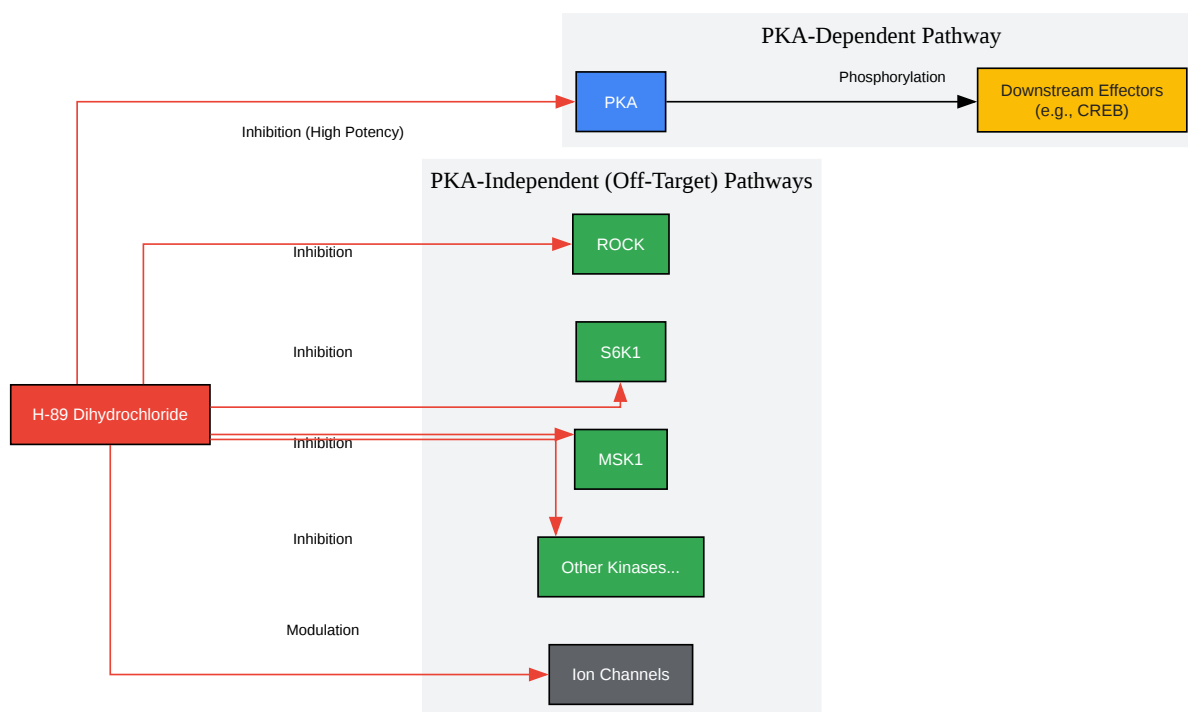 PKA-Dependent Pathway
PKA
Phosphorylation
Downstream Effectors
(e.g., CREB)
Inhibition (High Potency)
PKA-Independent (Off-Target) Pathways
ROCK
Inhibition
S6K1
Inhibition
H-89 Dihydrochloride
Inhibition
MSK1
Inhibition
Other Kinases...
Modulation
Ion Channels